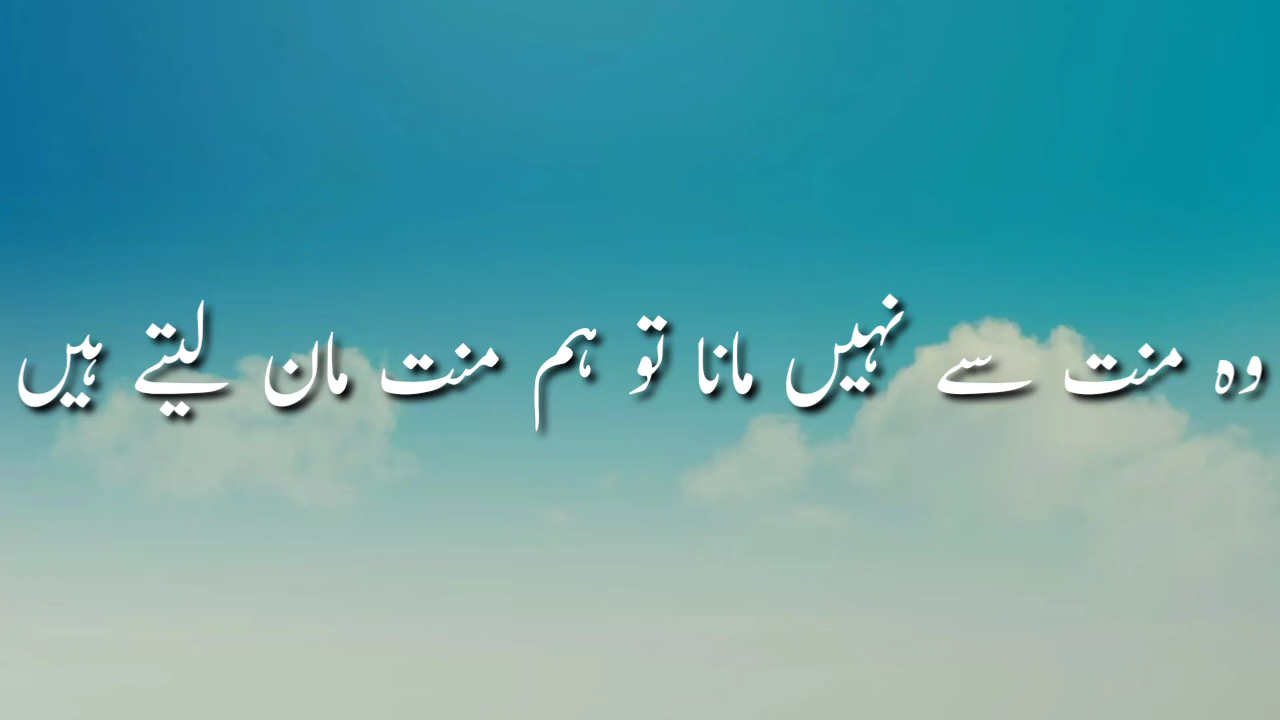 وہ منت سے نہیں مانا تو ہم منت مان لیتے ہیں